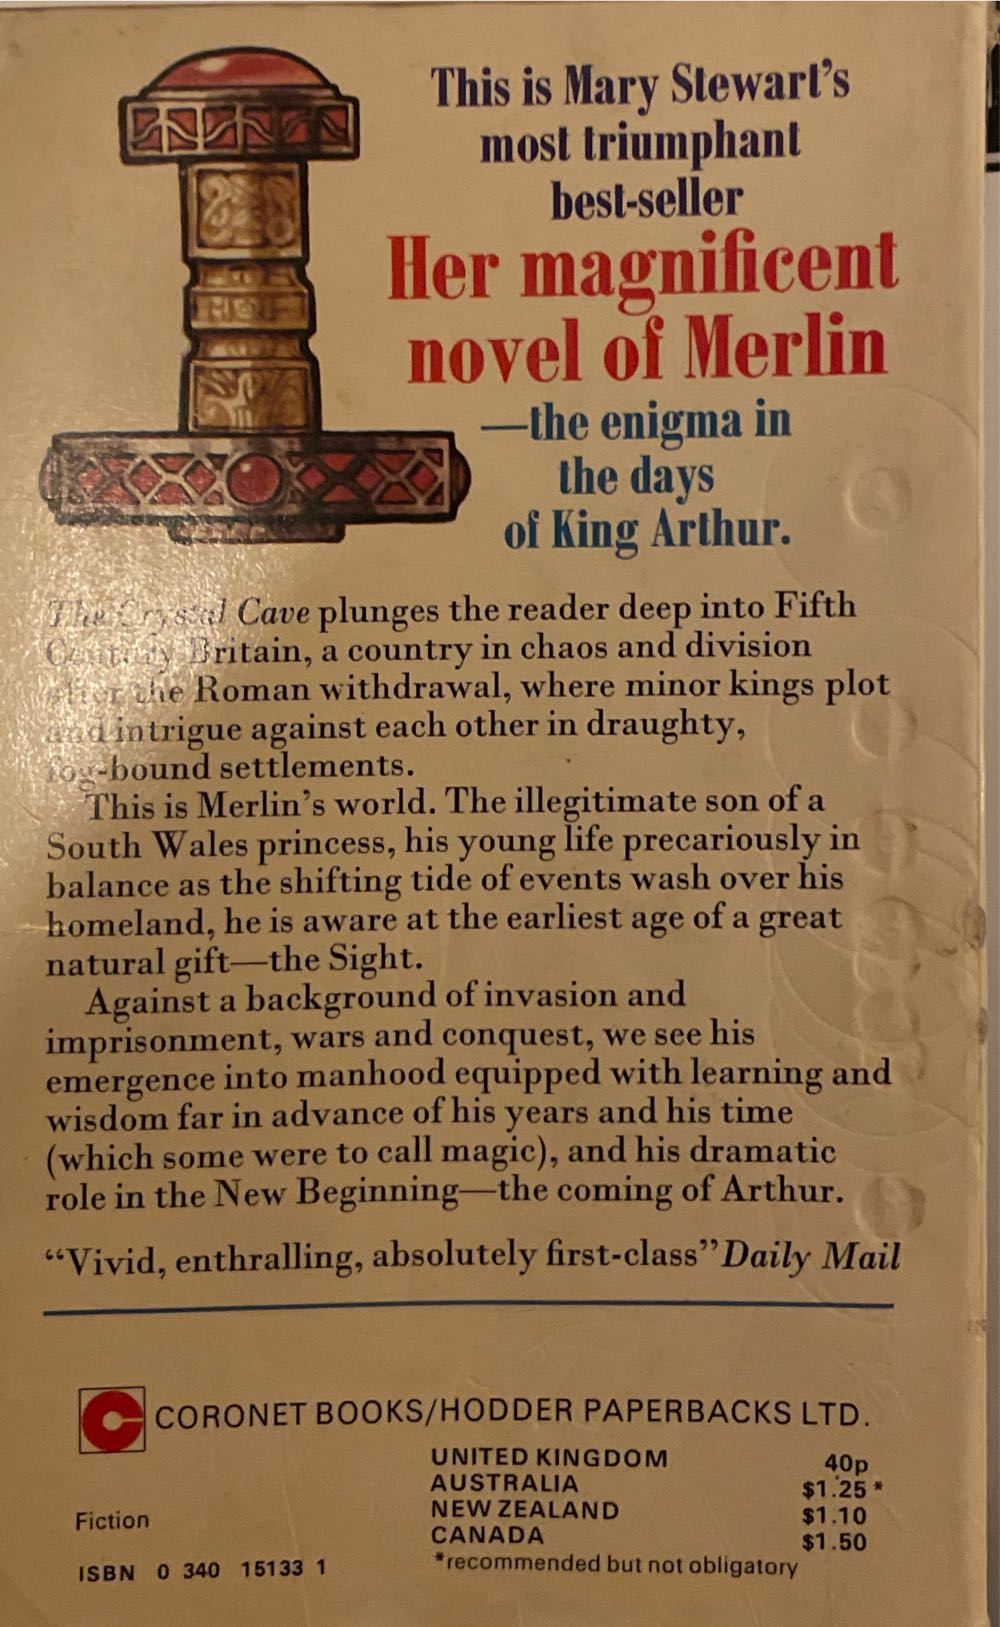 This is Mary Stewart's
most triumphant
best-seller
Her magnificent
novel of Merlin
—the enigma in
the days
of King Arthur.
The Crystal Cave plunges the reader deep into Fifth
Century Britain, a country in chaos and division
after the Roman withdrawal, where minor kings plot
and intrigue against each other in draughty,
fog-bound settlements.
This is Merlin's world. The illegitimate son of a
South Wales princess, his young life precariously in
balance as the shifting tide of events wash over his
homeland, he is aware at the earliest age of a great
natural gift—the Sight.
Against a background of invasion and
imprisonment, wars and conquest, we see his
emergence into manhood equipped with learning and
wisdom far in advance of his years and his time
(which some were to call magic), and his dramatic
role in the New Beginning—the coming of Arthur.
“Vivid, enthralling, absolutely first-class” Daily Mail
CORONET BOOKS/HODDER PAPERBACKS LTD.
UNITED KINGDOM 40p
AUSTRALIA $1.25*
NEW ZEALAND $1.10
CANADA $1.50
*recommended but not obligatory
Fiction
ISBN 0 340 15133 1